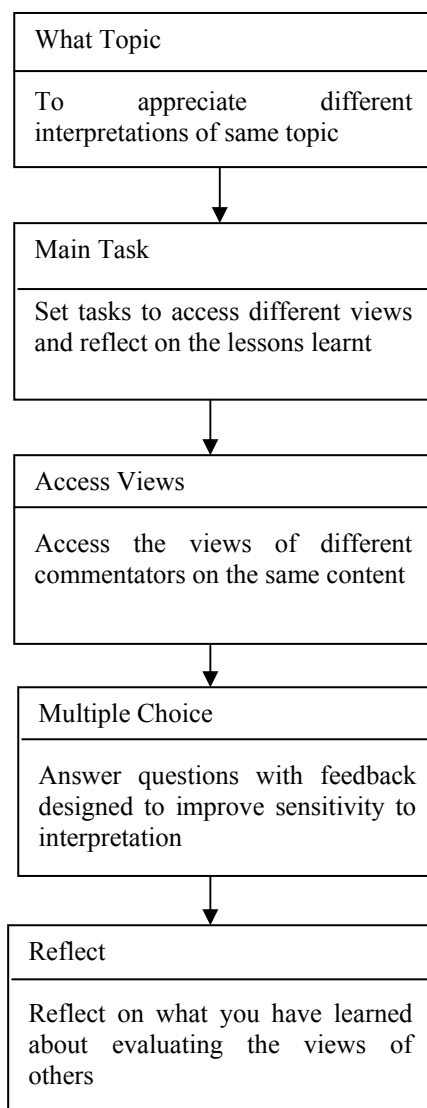 What Topic
To appreciate different
interpretations of same topic
Main Task
Set tasks to access different views
and reflect on the lessons learnt
Access Views
Access the views of different
commentators on the same content
Multiple Choice
Answer questions with feedback
designed to improve sensitivity to
interpretation
Reflect
Reflect on what you have learned
about evaluating the views of
others